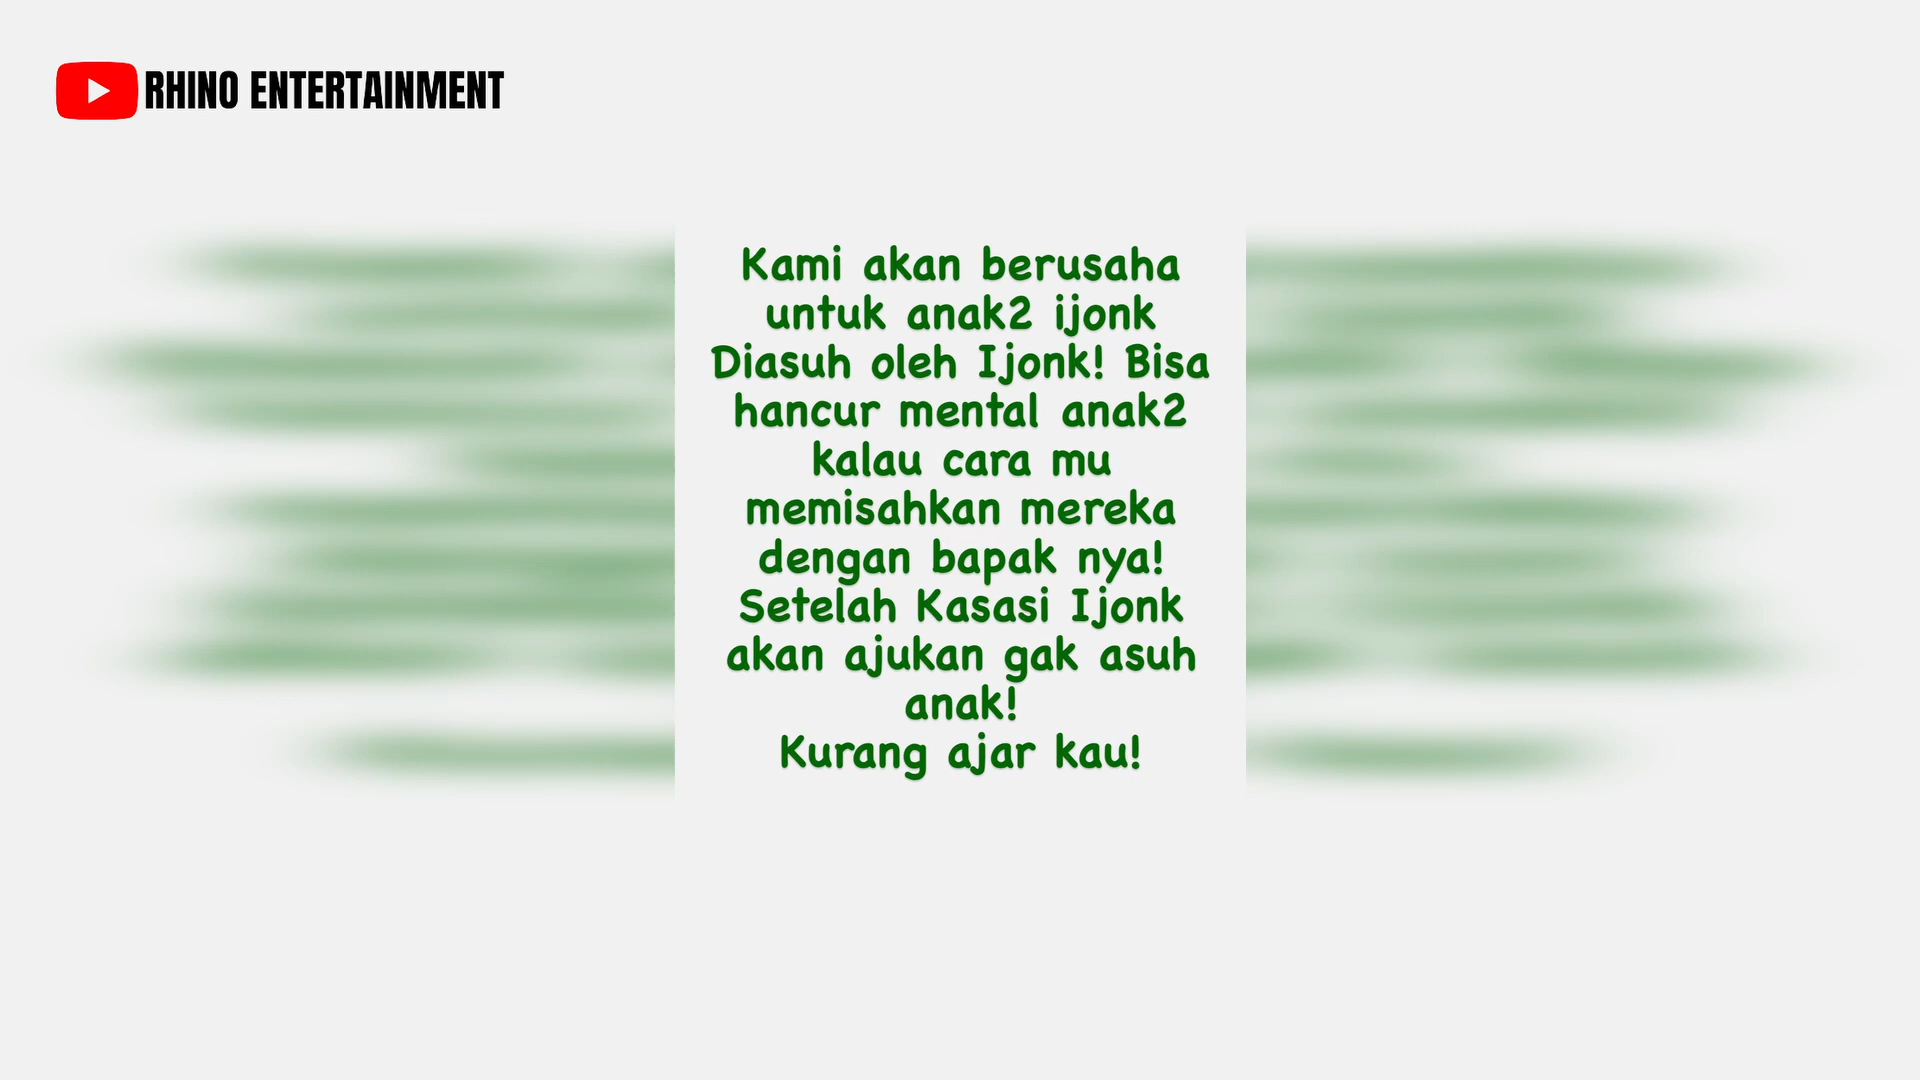 RHINO ENTERTAINMENT
Kami akan berusaha
untuk anak2 ijonk
Diasuh oleh Ijonk! Bisa
hancur mental anak2
kalau cara mu
memisahkan mereka
dengan bapak nya!
Setelah Kasasi Ijonk
akan ajukan gak asuh
anak!
Kurang ajar kau!